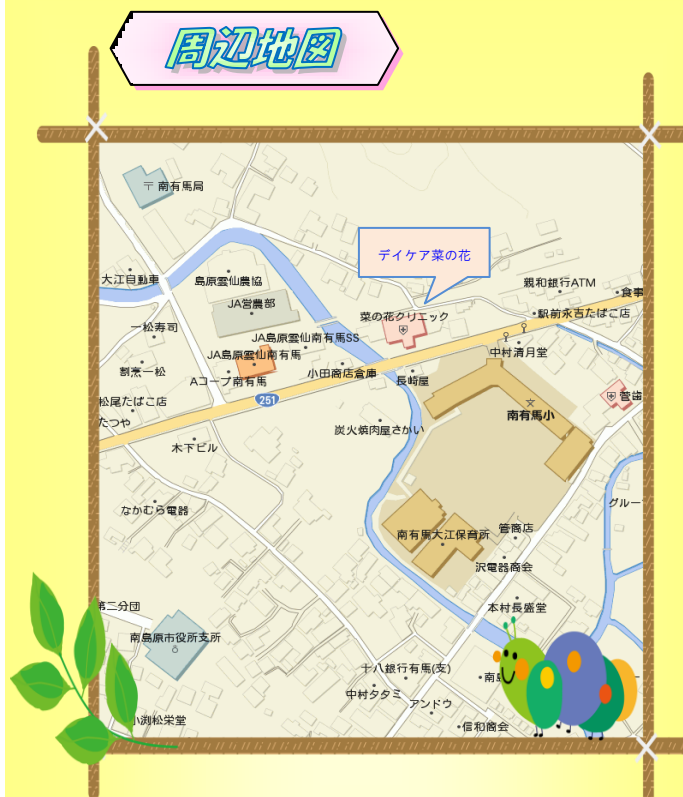 周辺地図
〒南有馬局
デイケア菜の花
大江自動車
島原雲仙農協
親和銀行ATM
・食事
JA営農部
菜の花クリニック
駅前永吉たばこ店
一松寿司
JA島原雲仙南有馬SS
中村清月堂
JA島原雲仙南有馬
割烹一松
Aコープ南有馬
小田商店倉庫
長崎屋
251
菅歯
松尾たばこ店
南有馬小
たつや
炭火焼肉屋さかい
木下ビル
グルー
なかむら電器
管商店
南有馬大江保育所
沢電器商会
第二分団
本村長盛堂
南島原市役所支所
十八銀行有馬(支)
・南島
中村タタミ
アンドウ
小渕松栄堂
信和商会